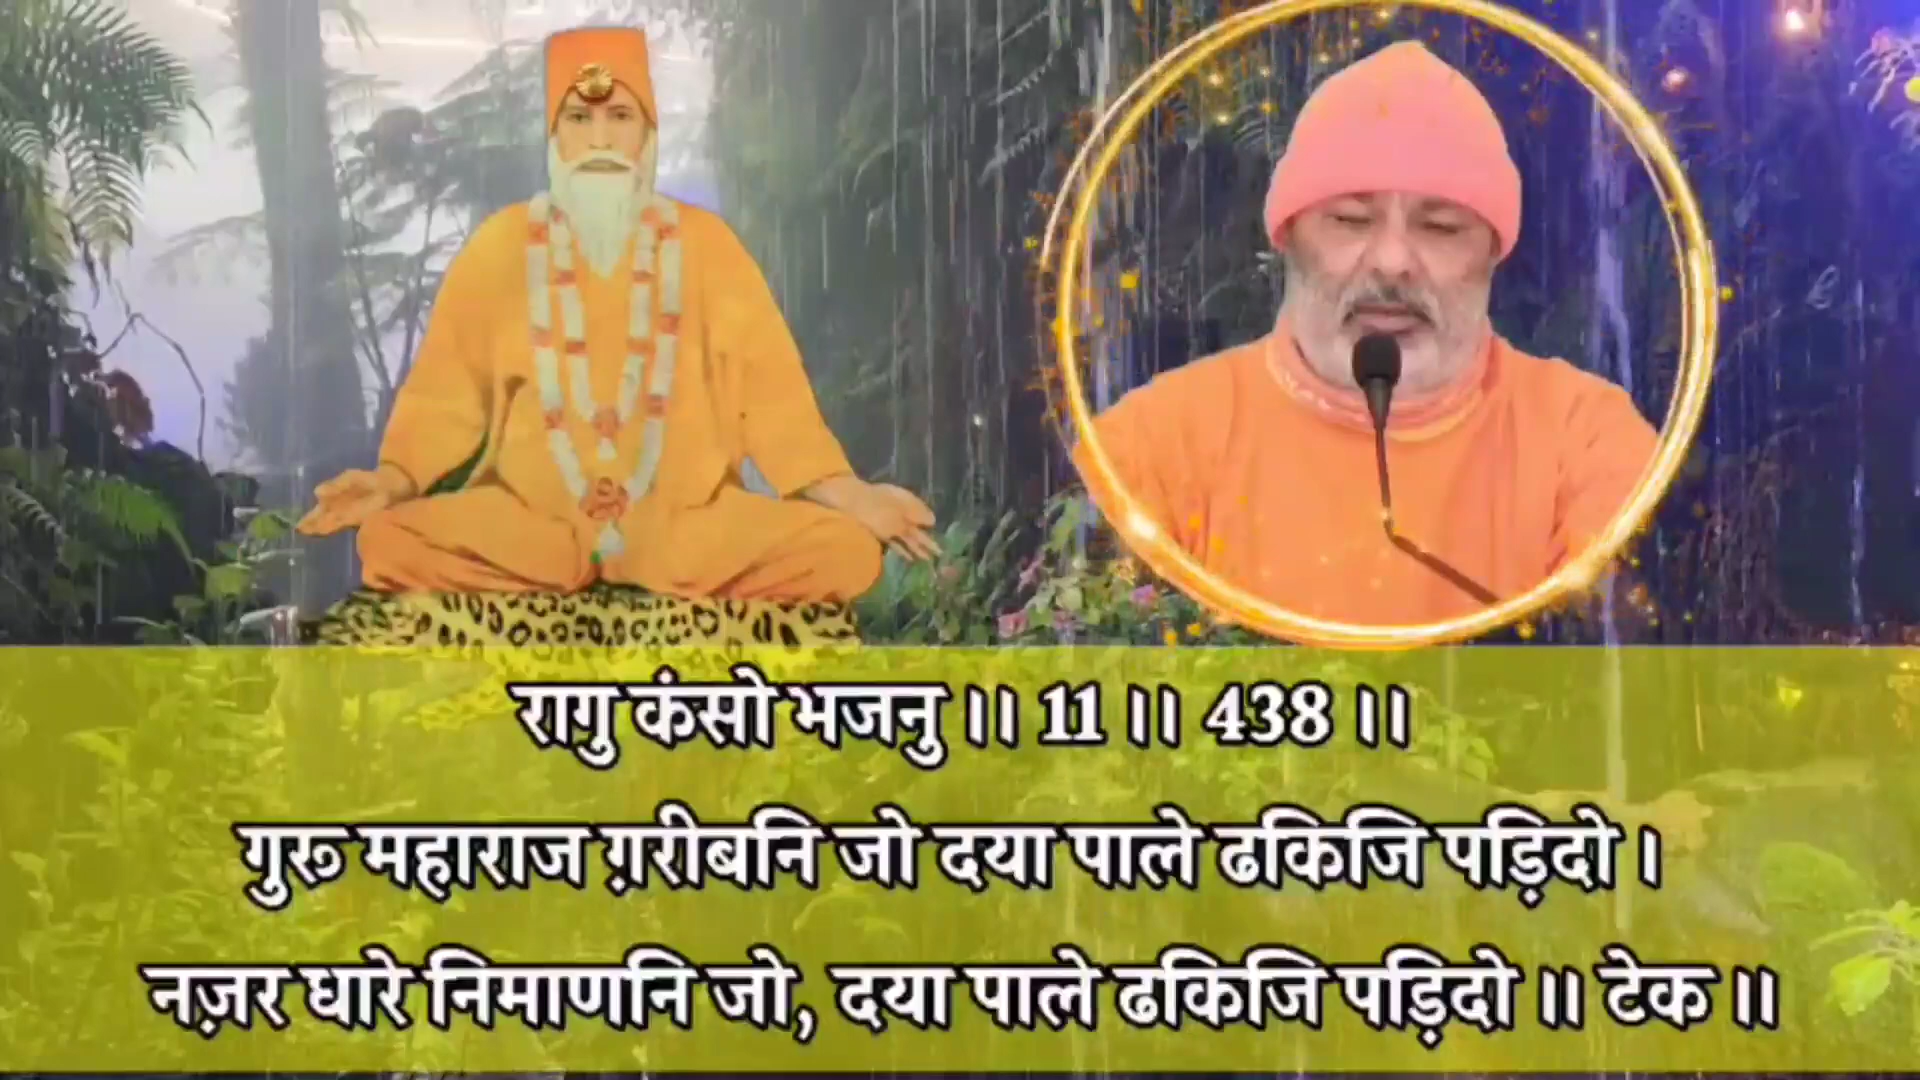 रागु कंसो भजनु ।। 11 ।। 438 ।।
गुरू महाराज ग़रीबनि जो दया पाले ढकिजि पड़िदो ।
नज़र धारे निमाणनि जो, दया पाले ढकिजि पड़िदो ॥ टेक ॥